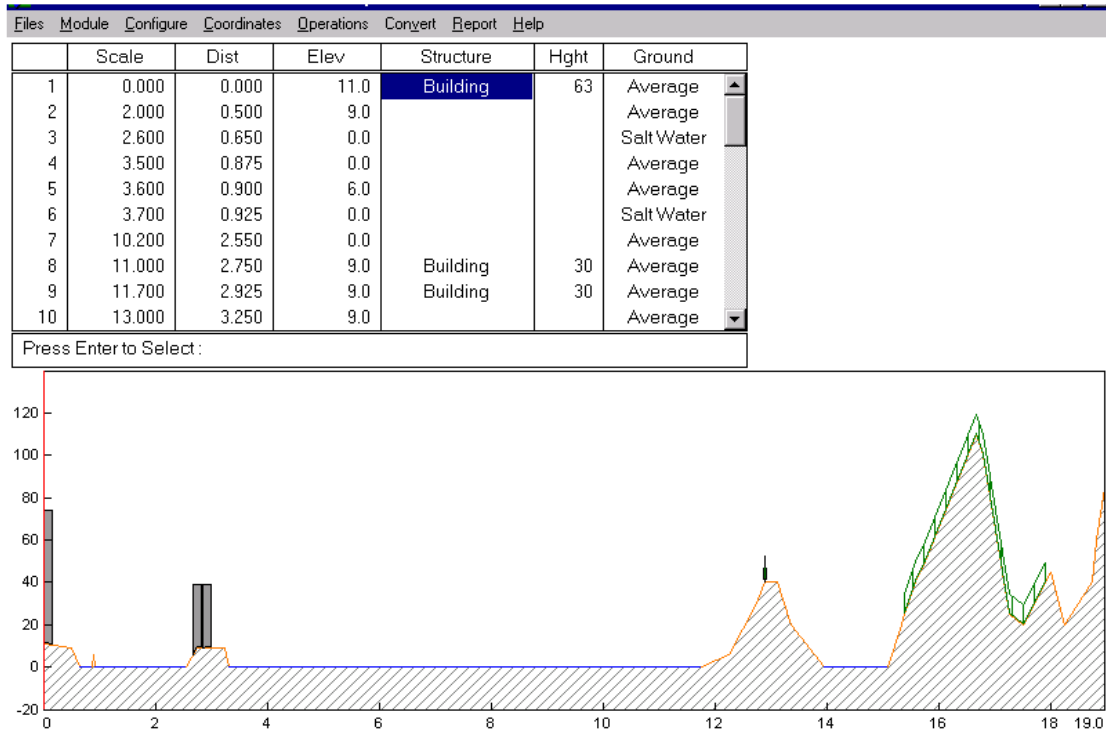 Files Module Configure Coordinates Operations Convert Report Help
Scale Dist Elev Structure Hght Ground
1 0.000 0.000 11.0 Building 63 Average
2 2.000 0.500 9.0 Average
3 2.600 0.650 0.0 Salt Water
4 3.500 0.875 0.0 Average
5 3.600 0.900 6.0 Average
6 3.700 0.925 0.0 Salt Water
7 10.200 2.550 0.0 Average
8 11.000 2.750 9.0 Building 30 Average
9 11.700 2.925 9.0 Building 30 Average
10 13.000 3.250 9.0 Average
Press Enter to Select :
120
100
80
60
40
20
0
-20
0 2 4 6 8 10 12 14 16 18 19.0